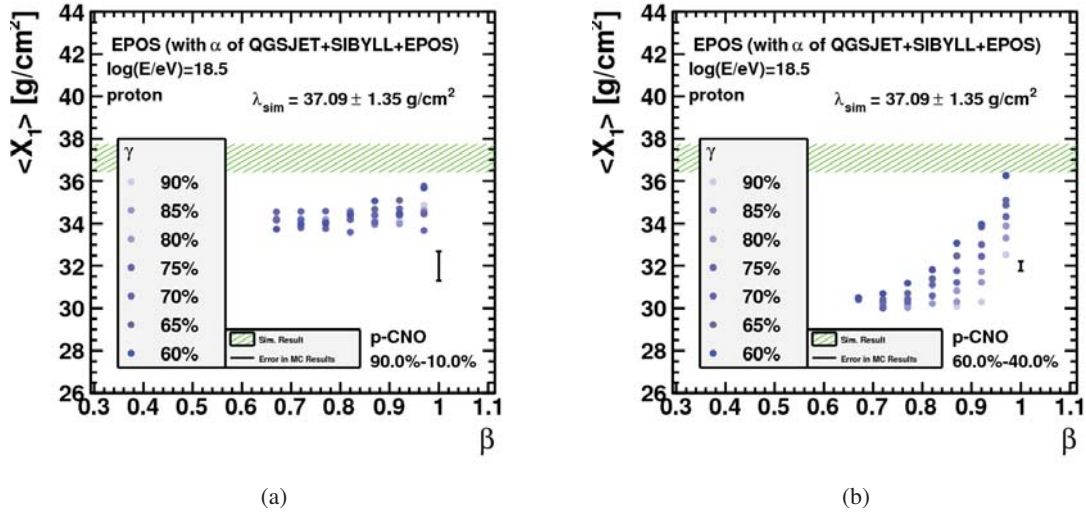 44
42
40
38
36
34
32
30
28
26
<X₁> [g/cm²]
EPOS (with α of QGSJET+SIBYLL+EPOS)
log(E/eV)=18.5
proton
λsim = 37.09 ± 1.35 g/cm²
γ
90%
85%
80%
75%
70%
65%
60%
Sim. Result
Error in MC Results
p-CNO
90.0%-10.0%
0.3 0.4 0.5 0.6 0.7 0.8 0.9 1 1.1
β
(a)
44
42
40
38
36
34
32
30
28
26
<X₁> [g/cm²]
EPOS (with α of QGSJET+SIBYLL+EPOS)
log(E/eV)=18.5
proton
λsim = 37.09 ± 1.35 g/cm²
γ
90%
85%
80%
75%
70%
65%
60%
Sim. Result
Error in MC Results
p-CNO
60.0%-40.0%
0.3 0.4 0.5 0.6 0.7 0.8 0.9 1 1.1
β
(b)